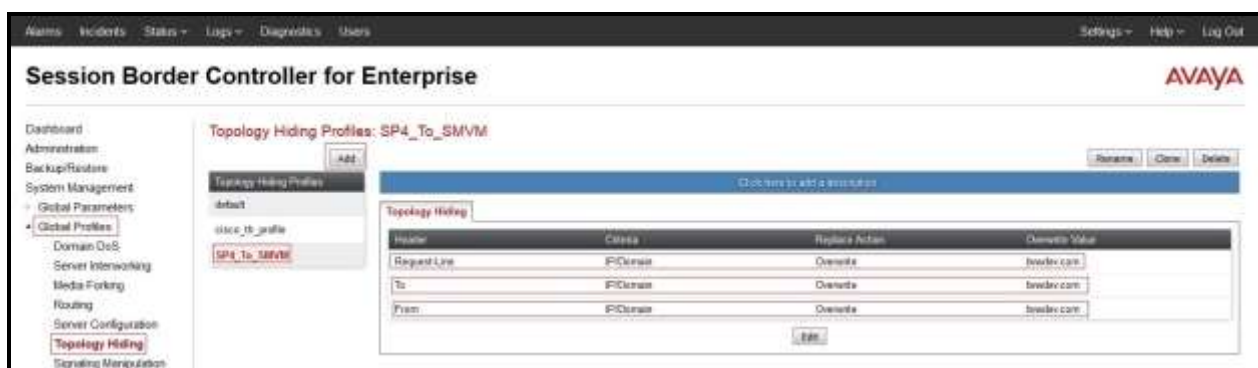 Alarms Incidents Status Logs Diagnostics Users Settings Help Log Out
Session Border Controller for Enterprise
AVAYA
Dashboard
Administration
Backup/Restore
System Management
Global Parameters
Global Profiles
Domain DoS
Server Interworking
Media Forking
Routing
Server Configuration
Topology Hiding
Signaling Manipulation
Topology Hiding Profiles: SP4_To_SMVM
Add
Rename Clone Delete
Topology Hiding Profiles
default
cisco_th_profile
SP4_To_SMVM
Click here to add a description.
Topology Hiding
Header Criteria Replace Action Overwrite Value
Request-Line IP/Domain Overwrite
To IP/Domain Overwrite
From IP/Domain Overwrite
Edit